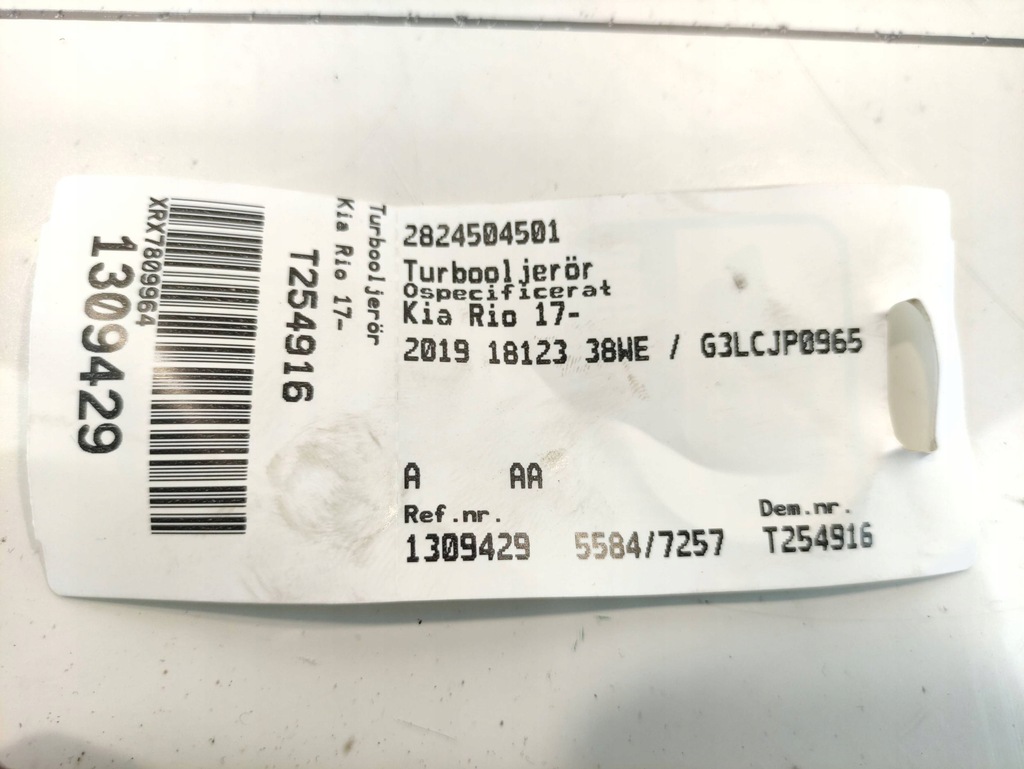 2824504501
Turbooljerör
Ospecificerat
Kia Rio 17-
2019 18123 38WE / G3LCJP0965
A AA
Ref.nr. Dem.nr.
1309429 5584/7257 T254916
Turbooljerör
Kia Rio 17-
T254916
XRX7809964
1309429